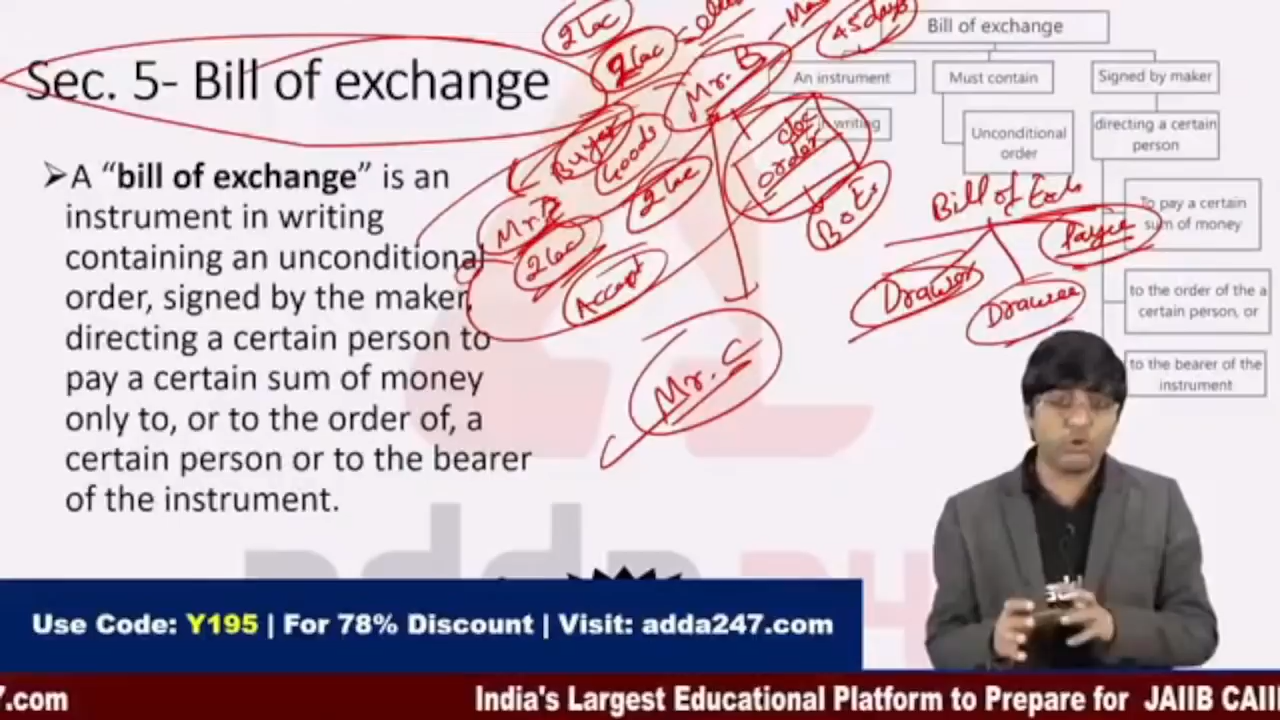 Sec. 5- Bill of exchange
➤A “bill of exchange” is an
instrument in writing
containing an unconditional
order, signed by the maker,
directing a certain person to
pay a certain sum of money
only to, or to the order of, a
certain person or to the bearer
of the instrument.
2 lac
2 lac
Mr. B
45 days
Buyer
Goods
2 lac
order
B o E
2 lac
Accept
Mr. C
Bill of exchange
An instrument
Must contain
Signed by maker
writing
Unconditional
order
directing a certain
person
To pay a certain
sum of money
to the order of the a
certain person, or
to the bearer of the
instrument
Bill of Exch
Payee
Drawer
Drawee
adda
Use Code: Y195 | For 78% Discount | Visit: adda247.com
7.com
India's Largest Educational Platform to Prepare for JAIIB CAII